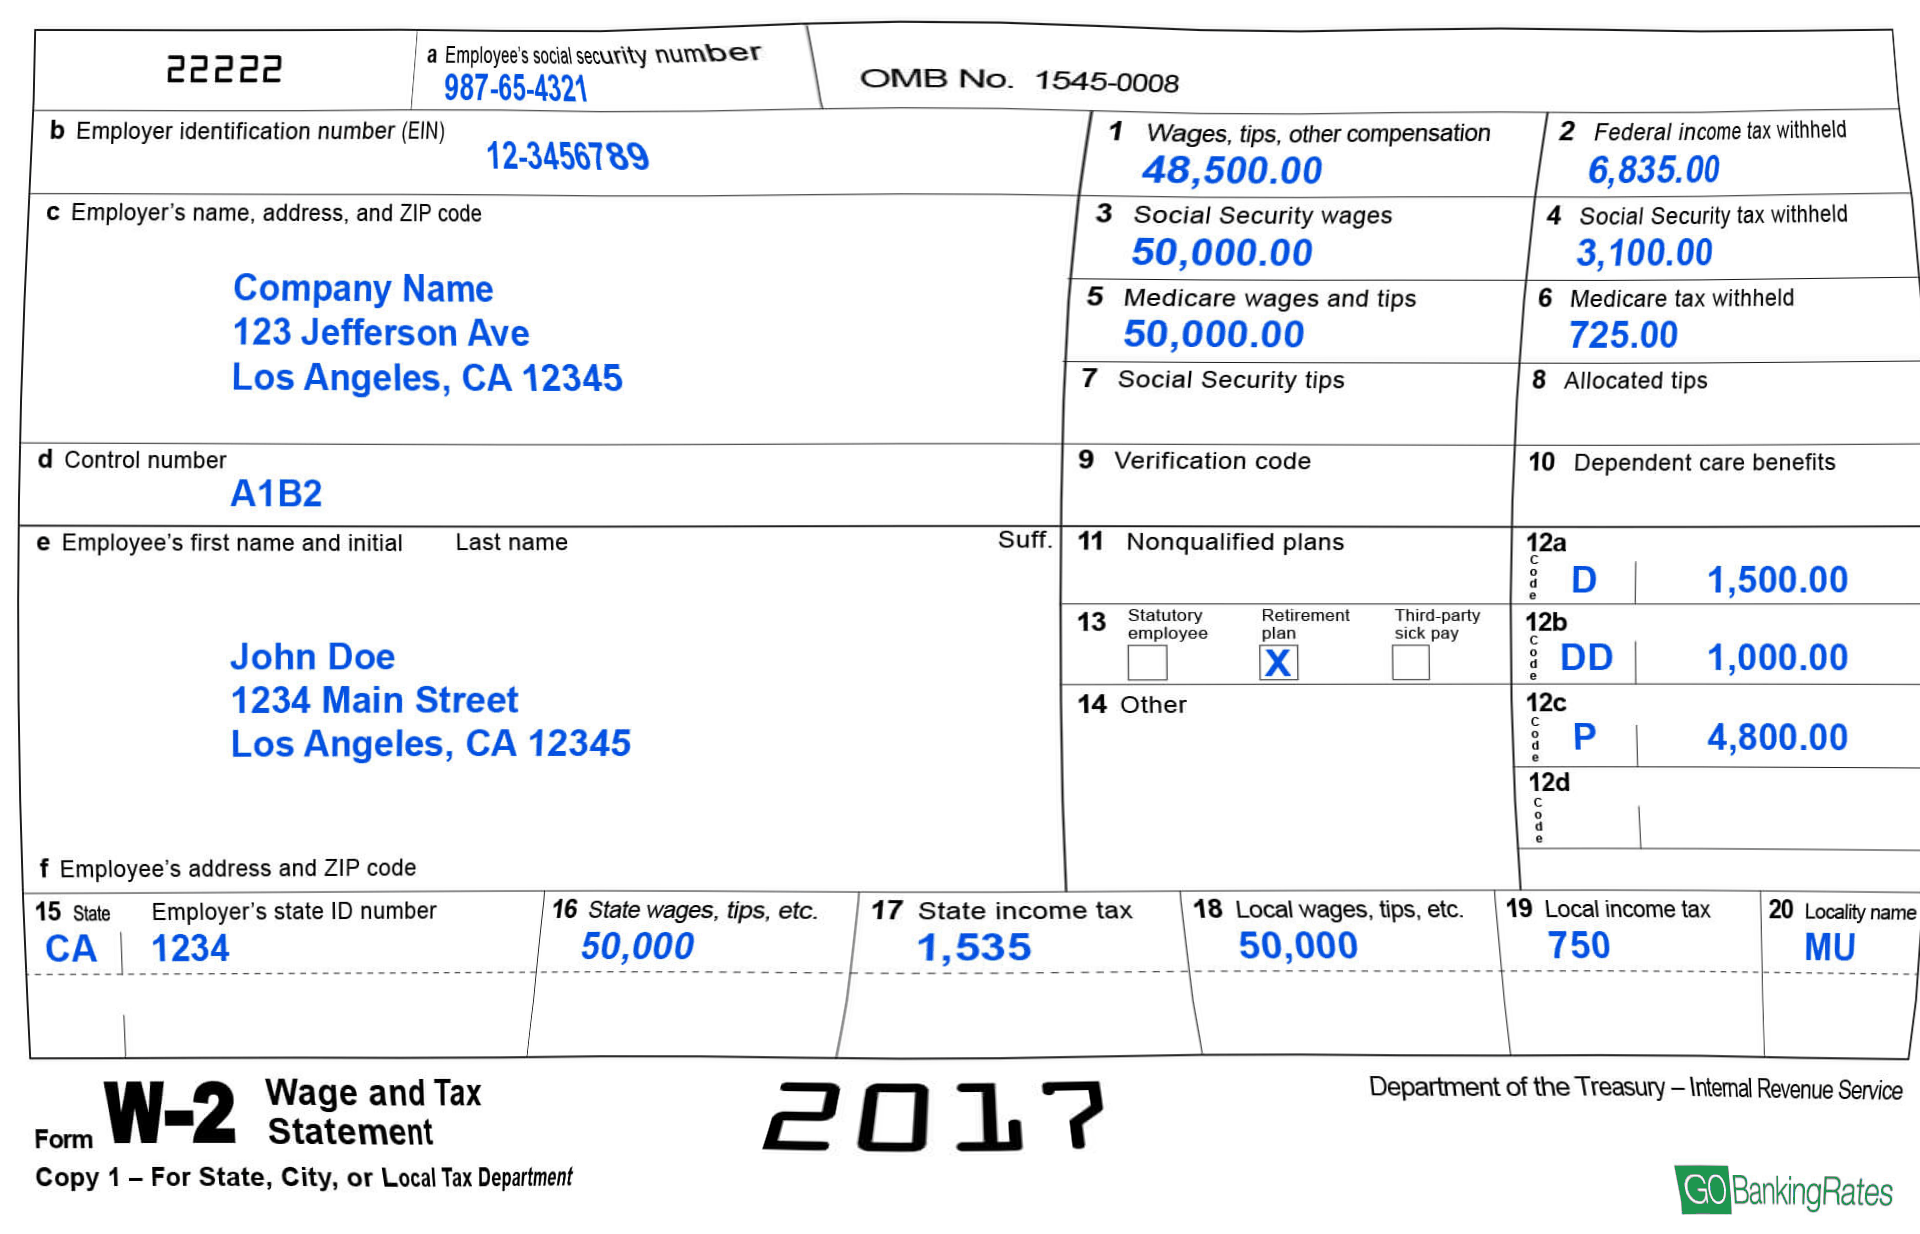 22222
a Employee's social security number
987-65-4321
OMB No. 1545-0008
b Employer identification number (EIN)
12-3456789
1 Wages, tips, other compensation
48,500.00
2 Federal income tax withheld
6,835.00
c Employer's name, address, and ZIP code
Company Name
123 Jefferson Ave
Los Angeles, CA 12345
3 Social Security wages
50,000.00
4 Social Security tax withheld
3,100.00
5 Medicare wages and tips
50,000.00
6 Medicare tax withheld
725.00
7 Social Security tips
8 Allocated tips
d Control number
A1B2
9 Verification code
10 Dependent care benefits
e Employee's first name and initial Last name Suff.
John Doe
1234 Main Street
Los Angeles, CA 12345
f Employee's address and ZIP code
11 Nonqualified plans
12a
Code D 1,500.00
13 Statutory employee Retirement plan Third-party sick pay
X
12b
Code DD 1,000.00
14 Other
12c
Code P 4,800.00
12d
Code
15 State Employer's state ID number
CA 1234
16 State wages, tips, etc.
50,000
17 State income tax
1,535
18 Local wages, tips, etc.
50,000
19 Local income tax
750
20 Locality name
MU
Form W-2 Wage and Tax Statement
2017
Department of the Treasury – Internal Revenue Service
Copy 1 – For State, City, or Local Tax Department
GOBankingRates